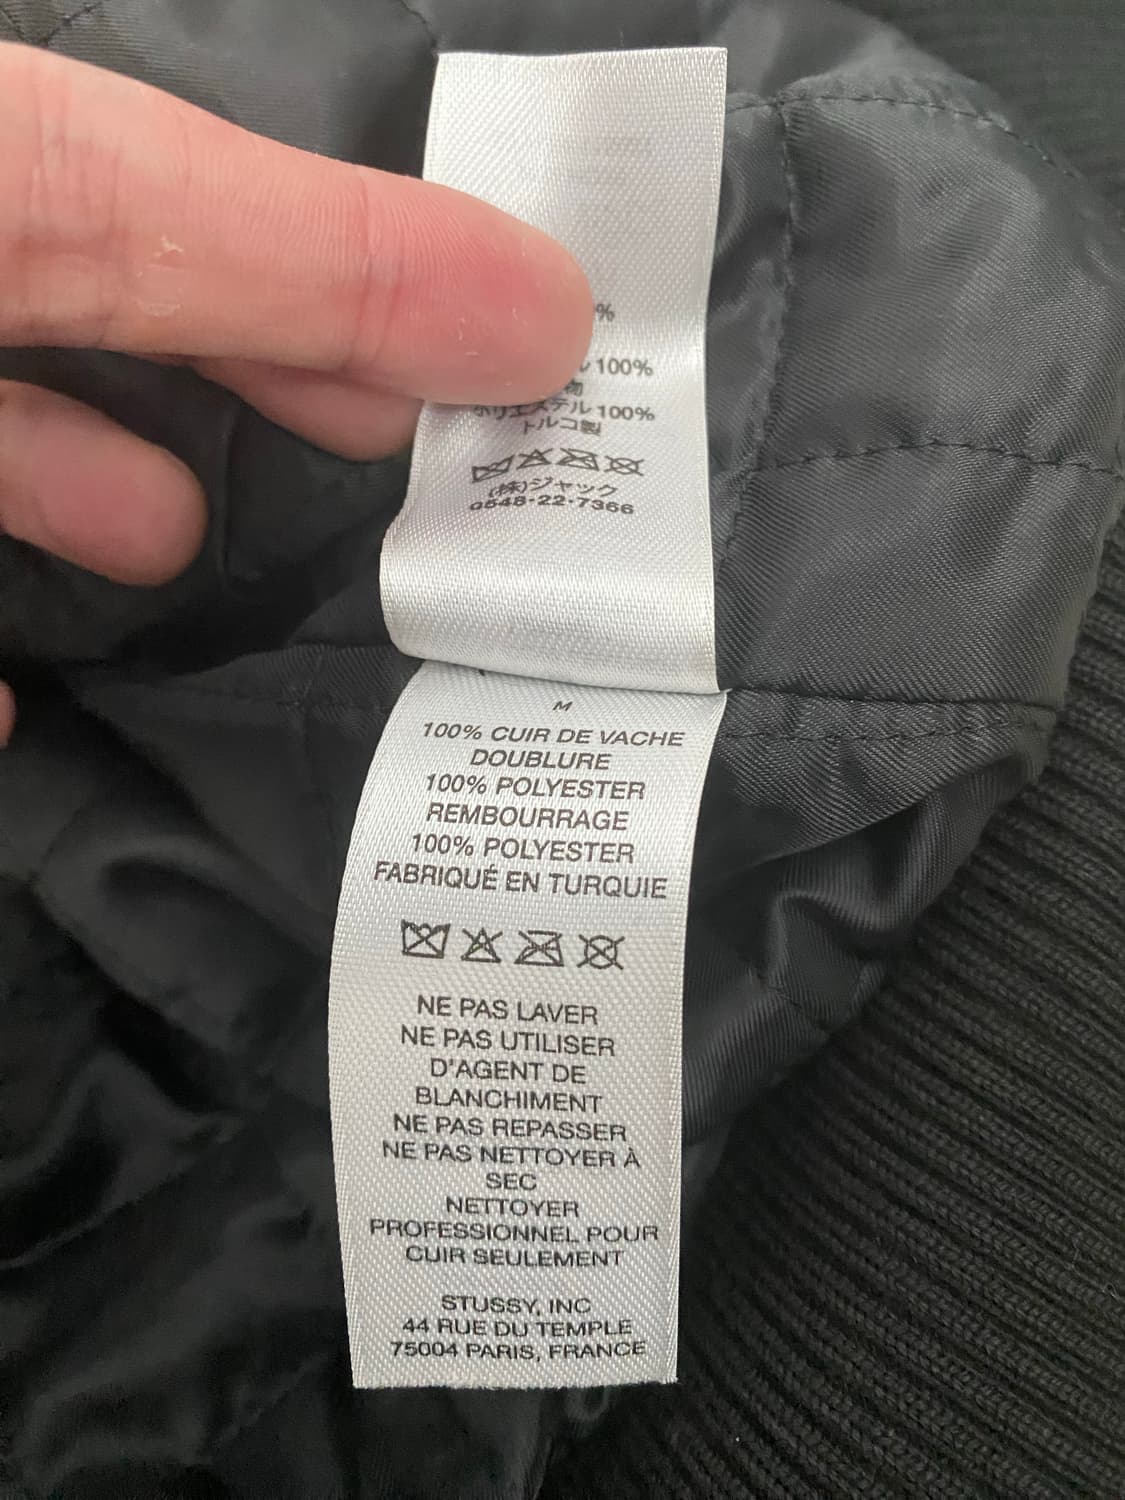 %
100%
物
ポリエステル 100%
トルコ製
(株)ジャック
0548·22·7366
M
100% CUIR DE VACHE
DOUBLURE
100% POLYESTER
REMBOURRAGE
100% POLYESTER
FABRIQUÉ EN TURQUIE
NE PAS LAVER
NE PAS UTILISER
D'AGENT DE
BLANCHIMENT
NE PAS REPASSER
NE PAS NETTOYER À
SEC
NETTOYER
PROFESSIONNEL POUR
CUIR SEULEMENT
STUSSY, INC
44 RUE DU TEMPLE
75004 PARIS, FRANCE